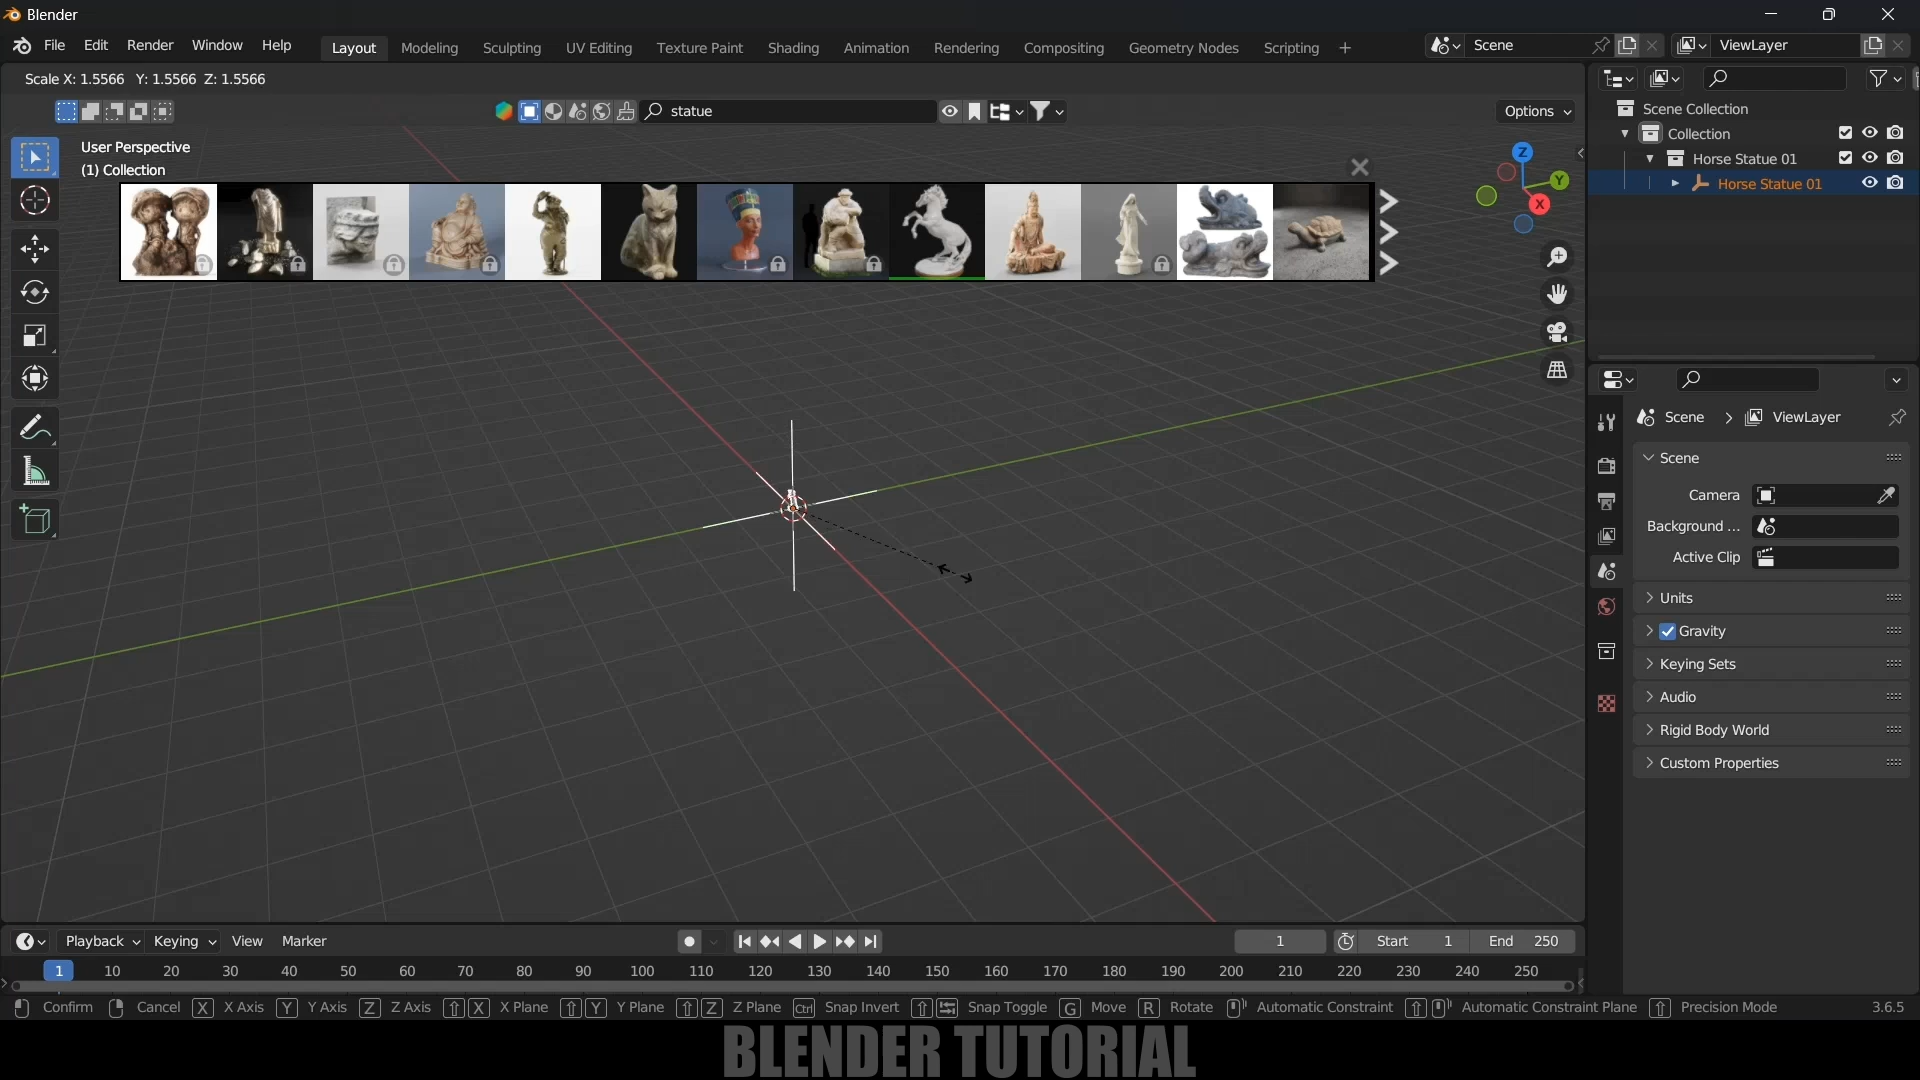 Blender
File Edit Render Window Help Layout Modeling Sculpting UV Editing Texture Paint Shading Animation Rendering Compositing Geometry Nodes Scripting + Scene ViewLayer
Scale X: 1.5566 Y: 1.5566 Z: 1.5566
statue Options
User Perspective
(1) Collection
Z
Y
X
Scene Collection
Collection
Horse Statue 01
Horse Statue 01
Scene > ViewLayer
Scene
Camera
Background ...
Active Clip
Units
Gravity
Keying Sets
Audio
Rigid Body World
Custom Properties
Playback Keying View Marker 1 Start 1 End 250
1 10 20 30 40 50 60 70 80 90 100 110 120 130 140 150 160 170 180 190 200 210 220 230 240 250
Confirm Cancel X X Axis Y Y Axis Z Z Axis X X Plane Y Y Plane Z Z Plane Ctrl Snap Invert Snap Toggle G Move R Rotate Automatic Constraint Automatic Constraint Plane Precision Mode 3.6.5
BLENDER TUTORIAL